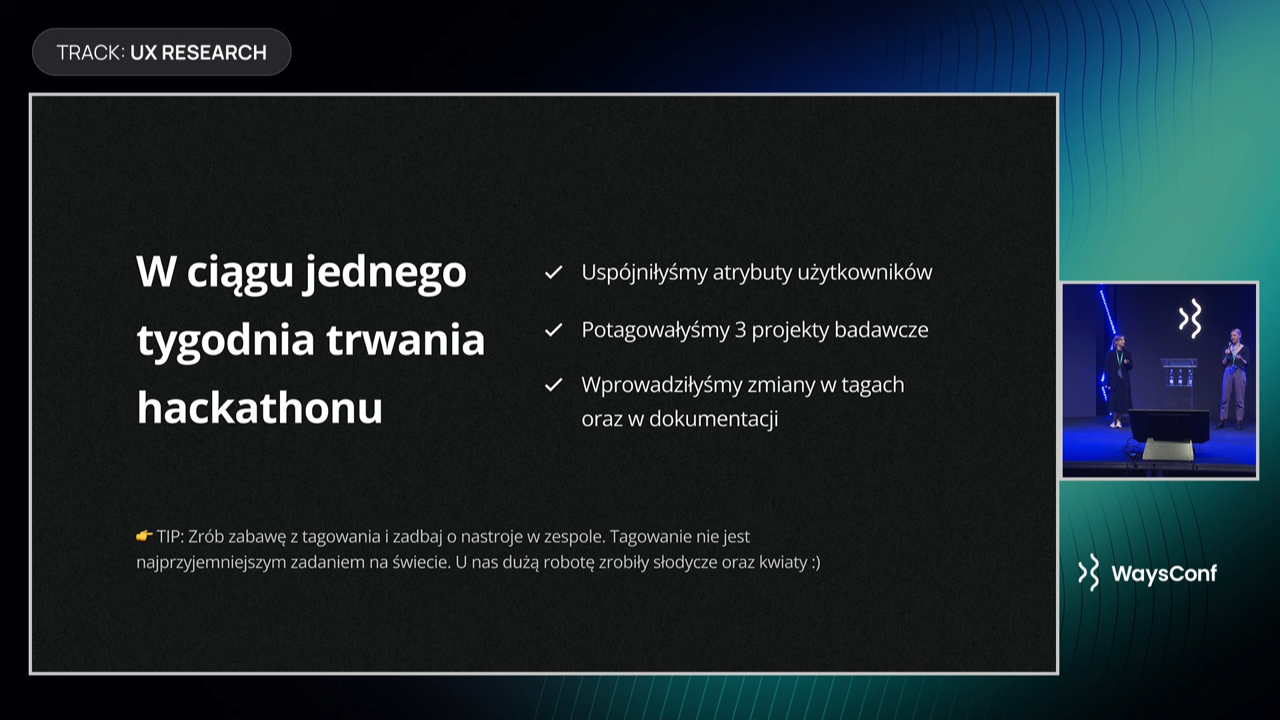 TRACK: UX RESEARCH
W ciągu jednego
tygodnia trwania
hackathonu
Uspójniłyśmy atrybuty użytkowników
Potagowałyśmy 3 projekty badawcze
Wprowadziłyśmy zmiany w tagach
oraz w dokumentacji
👉 TIP: Zrób zabawę z tagowania i zadbaj o nastroje w zespole. Tagowanie nie jest
najprzyjemniejszym zadaniem na świecie. U nas dużą robotę zrobiły słodycze oraz kwiaty :)
WaysConf